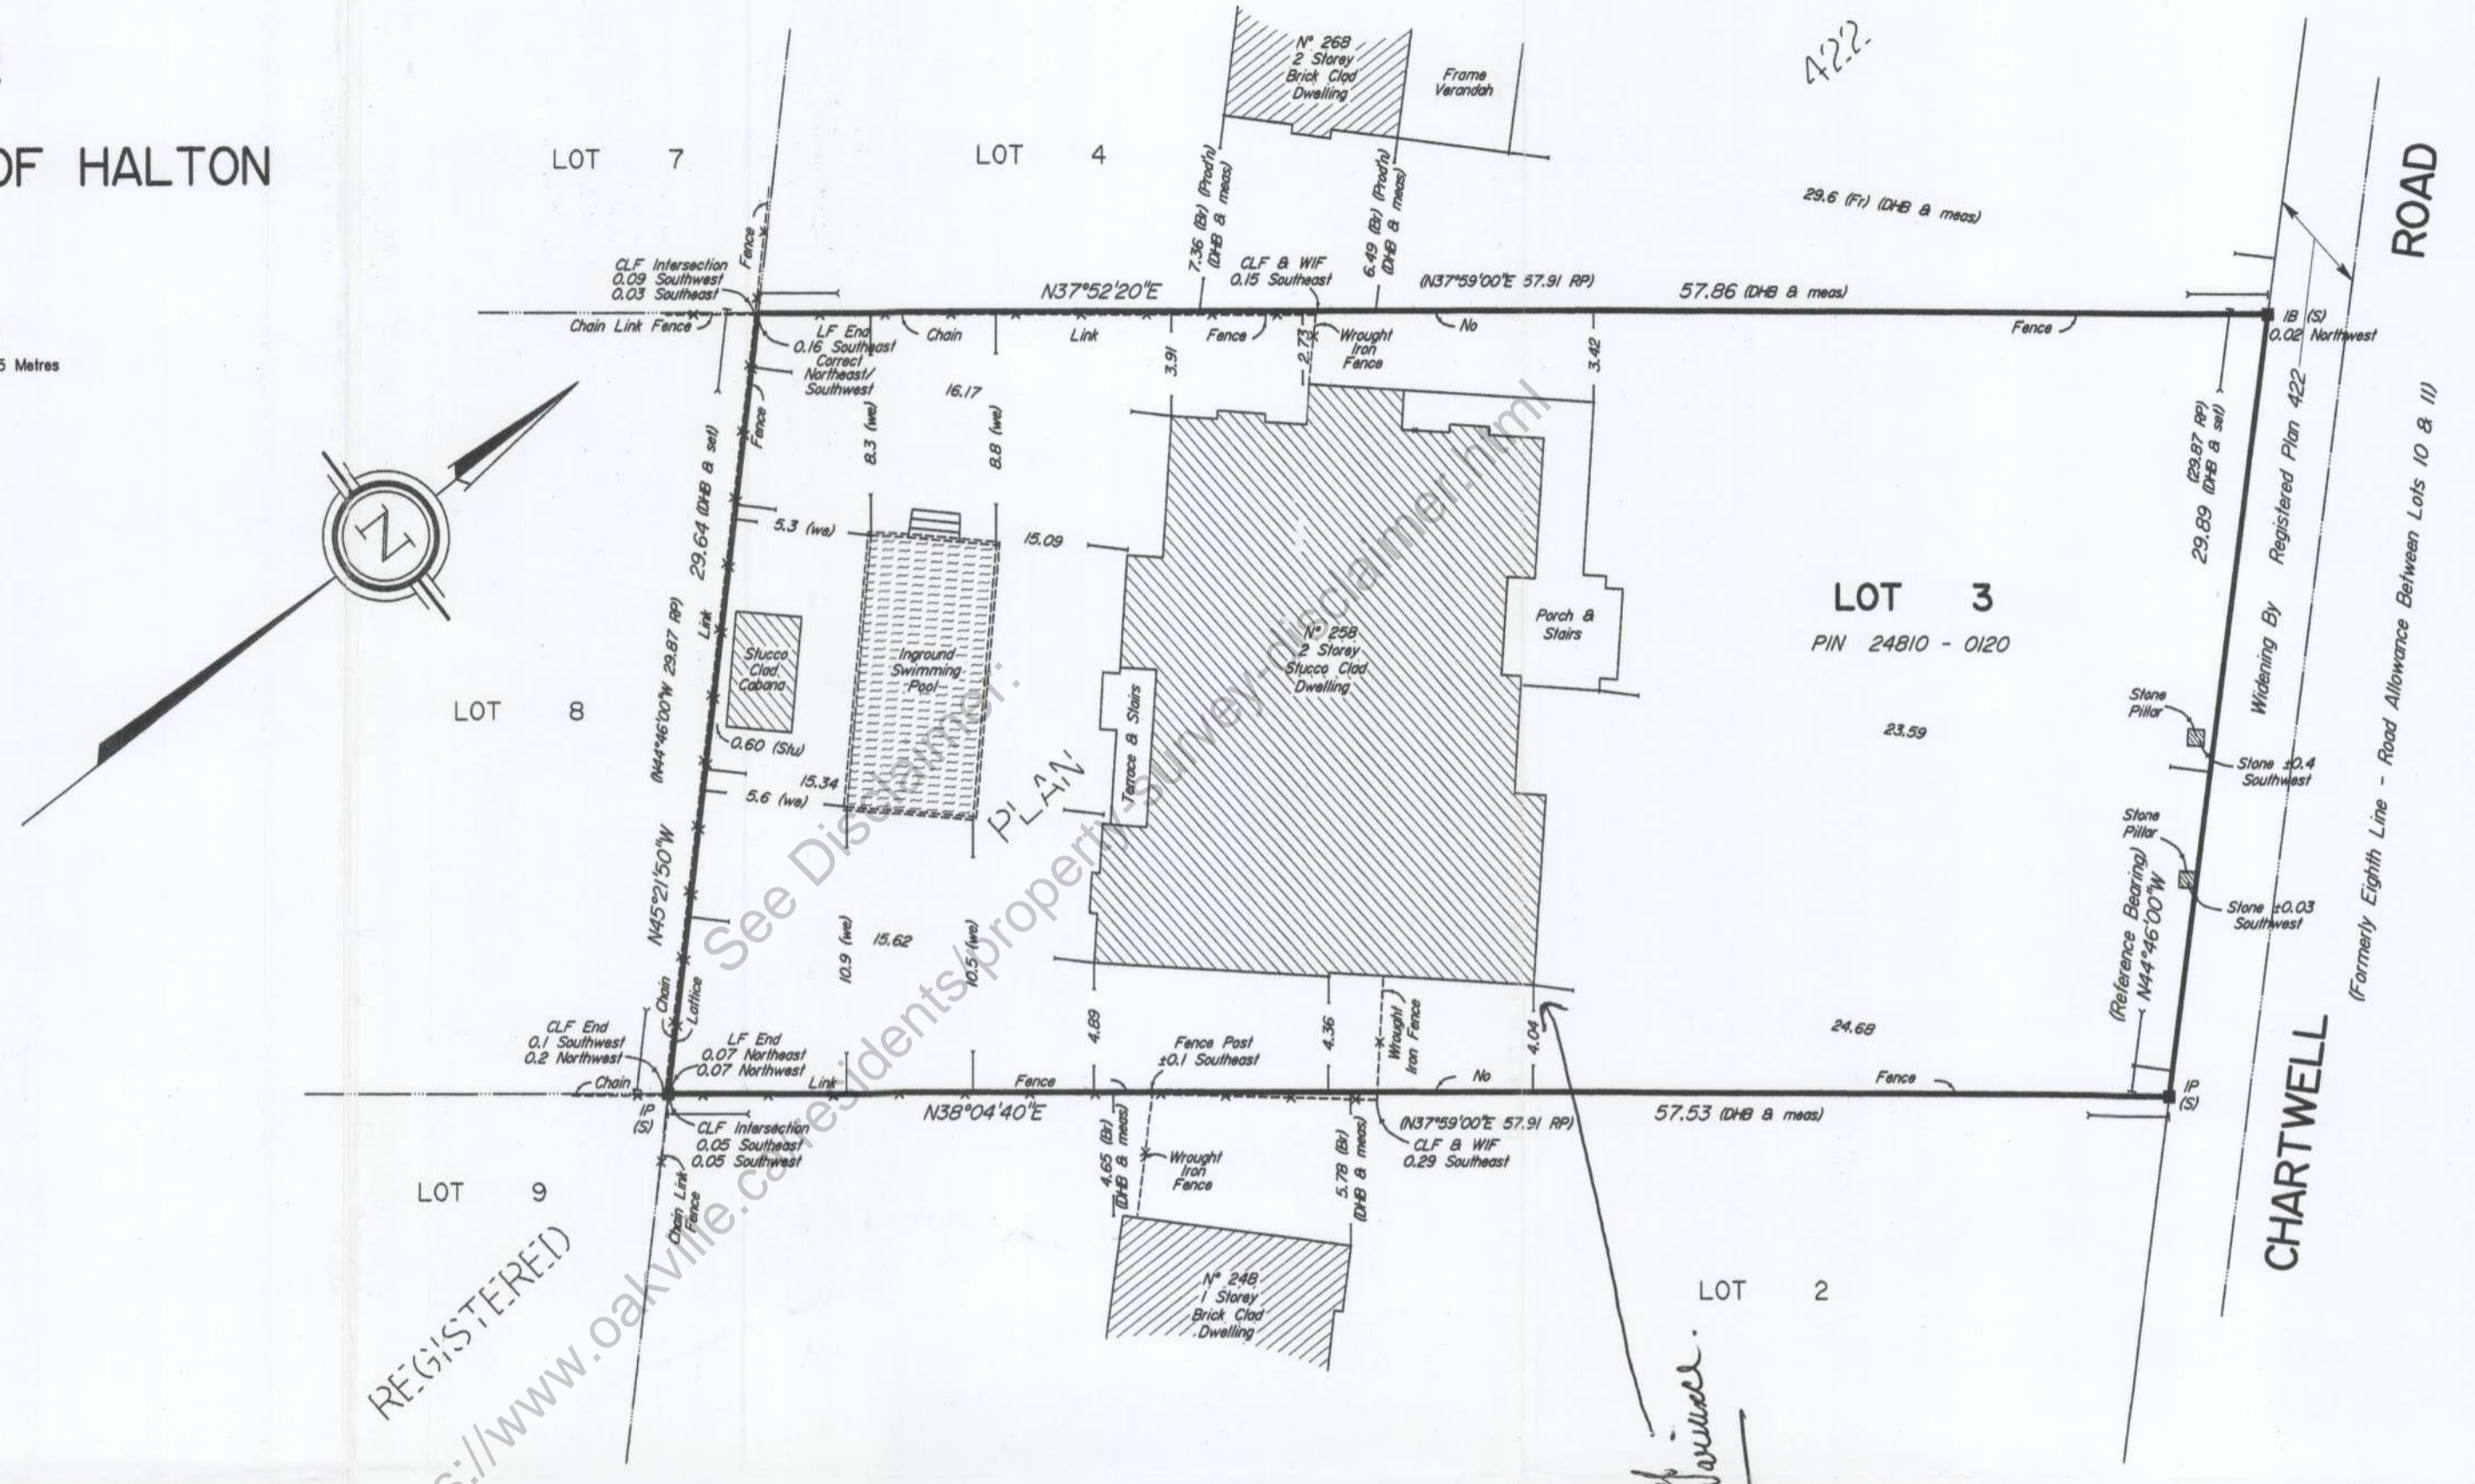 OF HALTON
5 Metres
LOT 7
LOT 4
N° 268
2 Storey
Brick Clad
Dwelling
Frame
Verandah
422
29.6 (Fr) (DHB & meas)
ROAD
7.36 (Br) (Prod'n)
(DHB & meas)
6.49 (Br) (Prod'n)
(DHB & meas)
Fence
CLF Intersection
0.09 Southwest
0.03 Southeast
N37°52'20"E
CLF & WIF
0.15 Southeast
(N37°59'00"E 57.91 RP)
57.86 (DHB & meas)
Chain Link Fence
LF End
0.16 Southeast
Correct
Northeast/
Southwest
Chain
Link
Fence
Wrought
Iron
Fence
No
Fence
IB (S)
0.02 Northwest
Fence
16.17
8.3 (we)
8.8 (we)
3.91
2.73
3.42
29.64 (DHB & set)
(N44°46'00"W 29.87 RP)
Link
N45°21'50"W
(29.87 RP)
29.89 (DHB & set)
Widening By Registered Plan 422
(Formerly Eighth Line - Road Allowance Between Lots 10 & 11)
N
5.3 (we)
15.09
LOT 8
Stucco
Clad
Cabana
Inground
Swimming
Pool
0.60 (Stu)
15.34
5.6 (we)
PLAN
Terrace & Stairs
N° 258
2 Storey
Stucco Clad
Dwelling
Porch &
Stairs
LOT 3
PIN 24810 - 0120
23.59
Stone
Pillar
Stone ±0.4
Southwest
Stone
Pillar
Stone ±0.03
Southwest
(Reference Bearing)
N44°46'00"W
10.9 (we)
15.62
10.5 (we)
Chain
Lattice
CLF End
0.1 Southwest
0.2 Northwest
LF End
0.07 Northeast
0.07 Northwest
4.89
Fence Post
±0.1 Southeast
4.36
Wrought
Iron Fence
4.04
24.68
Chain
Link
Fence
No
Fence
IP
(S)
IP
(S)
CLF Intersection
0.05 Southeast
0.05 Southwest
N38°04'40"E
4.65 (Br)
(DHB & meas)
Wrought
Iron
Fence
5.78 (Br)
(DHB & meas)
(N37°59'00"E 57.91 RP)
CLF & WIF
0.29 Southeast
57.53 (DHB & meas)
LOT 9
Chain Link
Fence
REGISTERED
N° 248
1 Storey
Brick Clad
Dwelling
LOT 2
CHARTWELL
See Disclaimer:
s://www.oakville.ca/residents/property-survey-disclaimer.html